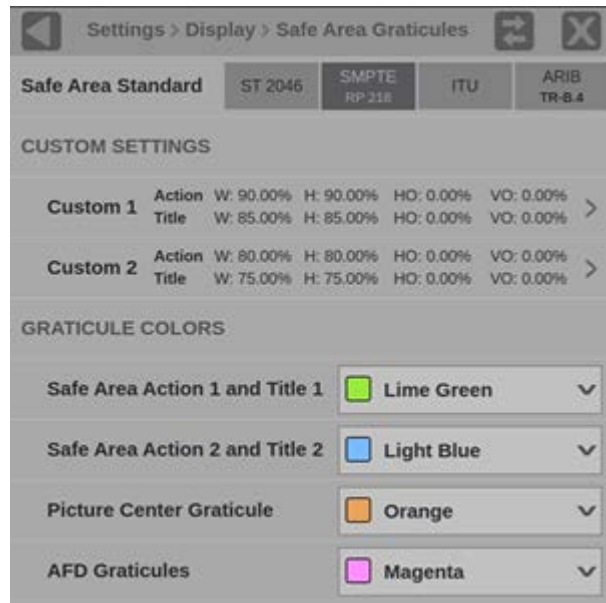 Settings > Display > Safe Area Graticules
Safe Area Standard ST 2046 SMPTE RP 218 ITU ARIB TR-B.4
CUSTOM SETTINGS
Custom 1
Action W: 90.00% H: 90.00% HO: 0.00% VO: 0.00%
Title W: 85.00% H: 85.00% HO: 0.00% VO: 0.00%
Custom 2
Action W: 80.00% H: 80.00% HO: 0.00% VO: 0.00%
Title W: 75.00% H: 75.00% HO: 0.00% VO: 0.00%
GRATICULE COLORS
Safe Area Action 1 and Title 1 Lime Green
Safe Area Action 2 and Title 2 Light Blue
Picture Center Graticule Orange
AFD Graticules Magenta